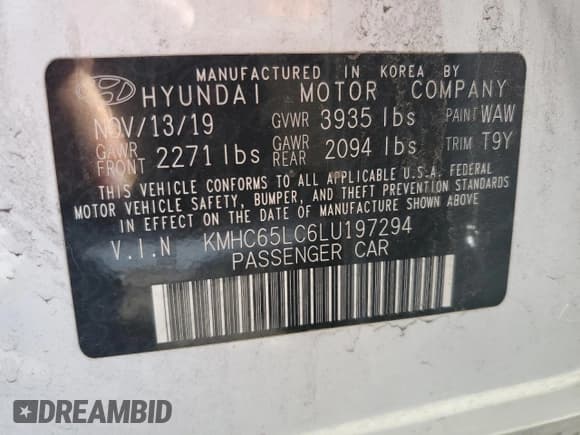 MANUFACTURED IN KOREA BY
HYUNDAI MOTOR COMPANY
NOV/13/19 GVWR 3935 lbs PAINT WAW
GAWR FRONT 2271 lbs GAWR REAR 2094 lbs TRIM T9Y
THIS VEHICLE CONFORMS TO ALL APPLICABLE U.S.A. FEDERAL
MOTOR VEHICLE SAFETY, BUMPER, AND THEFT PREVENTION STANDARDS
IN EFFECT ON THE DATE OF MANUFACTURE SHOWN ABOVE
V.I.N KMHC65LC6LU197294
PASSENGER CAR
DREAMBID